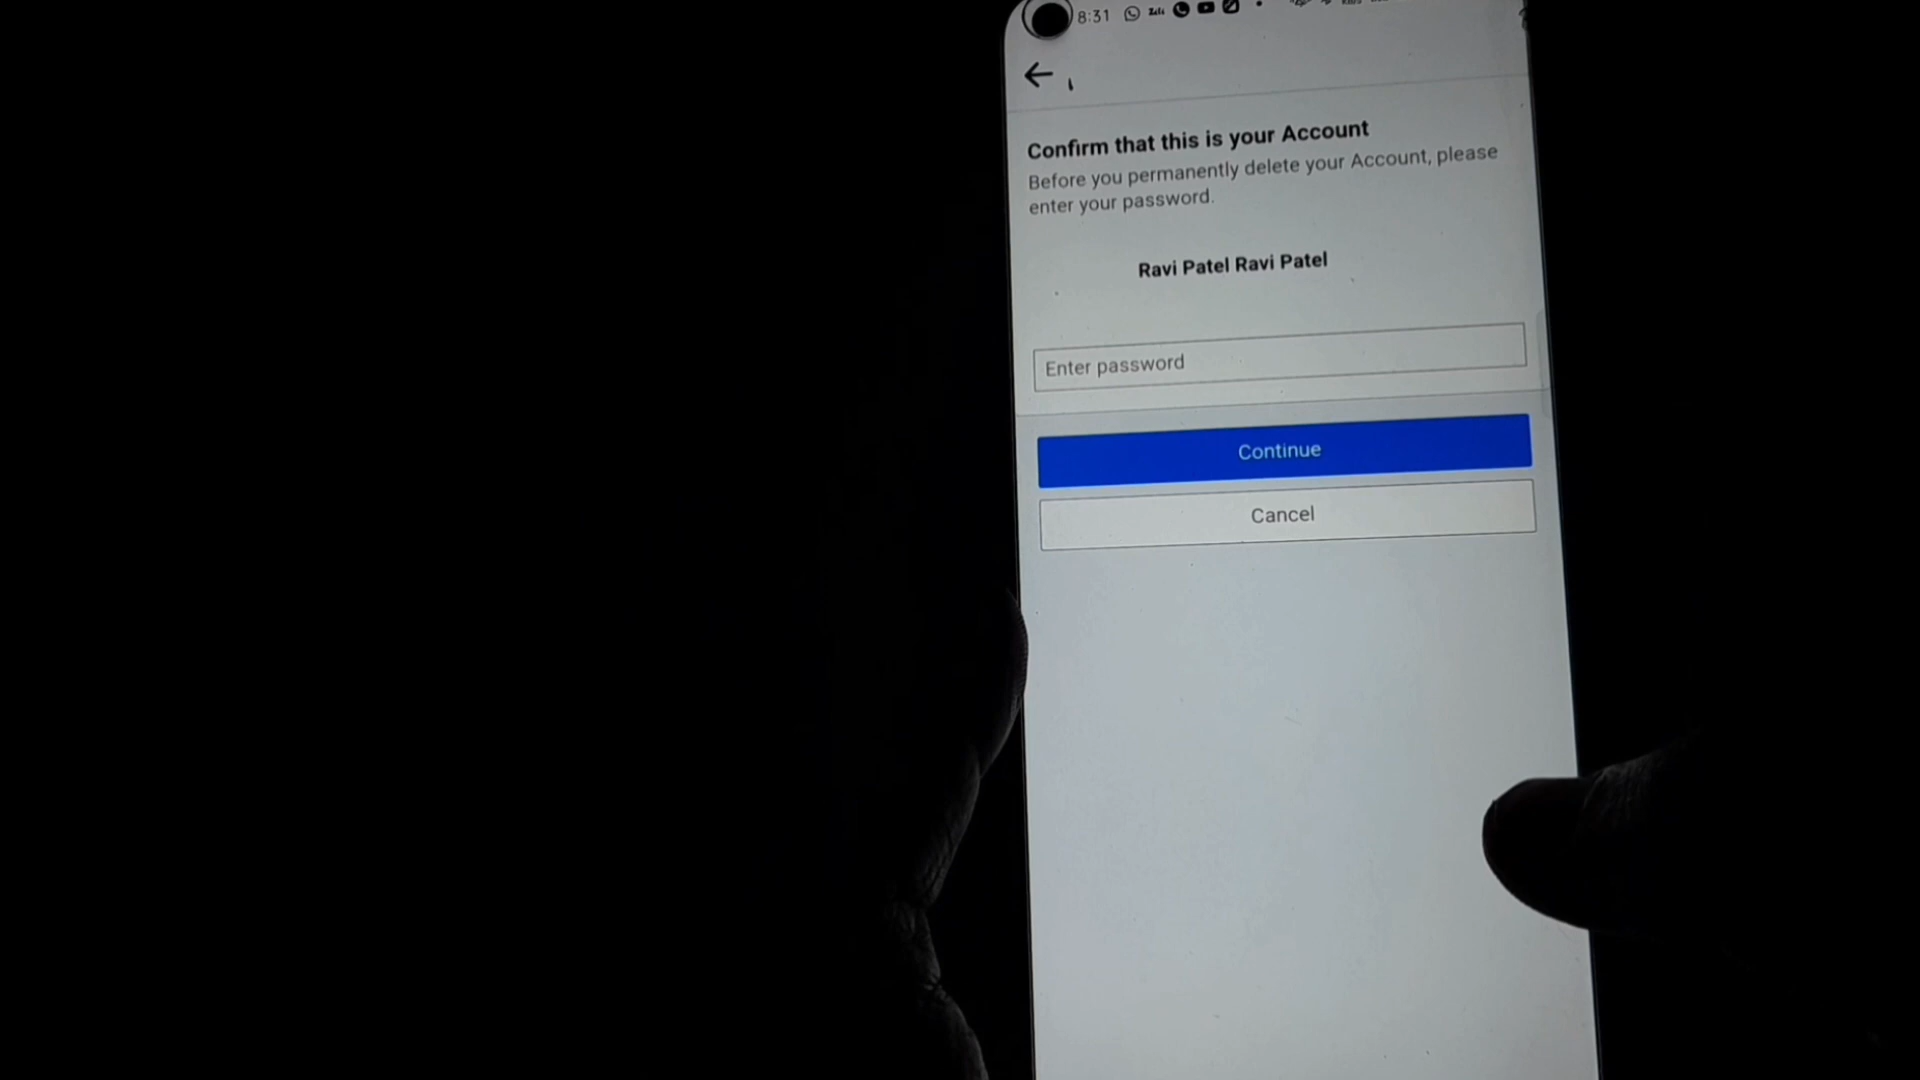 8:31
Confirm that this is your Account
Before you permanently delete your Account, please
enter your password.
Ravi Patel Ravi Patel
Enter password
Continue
Cancel